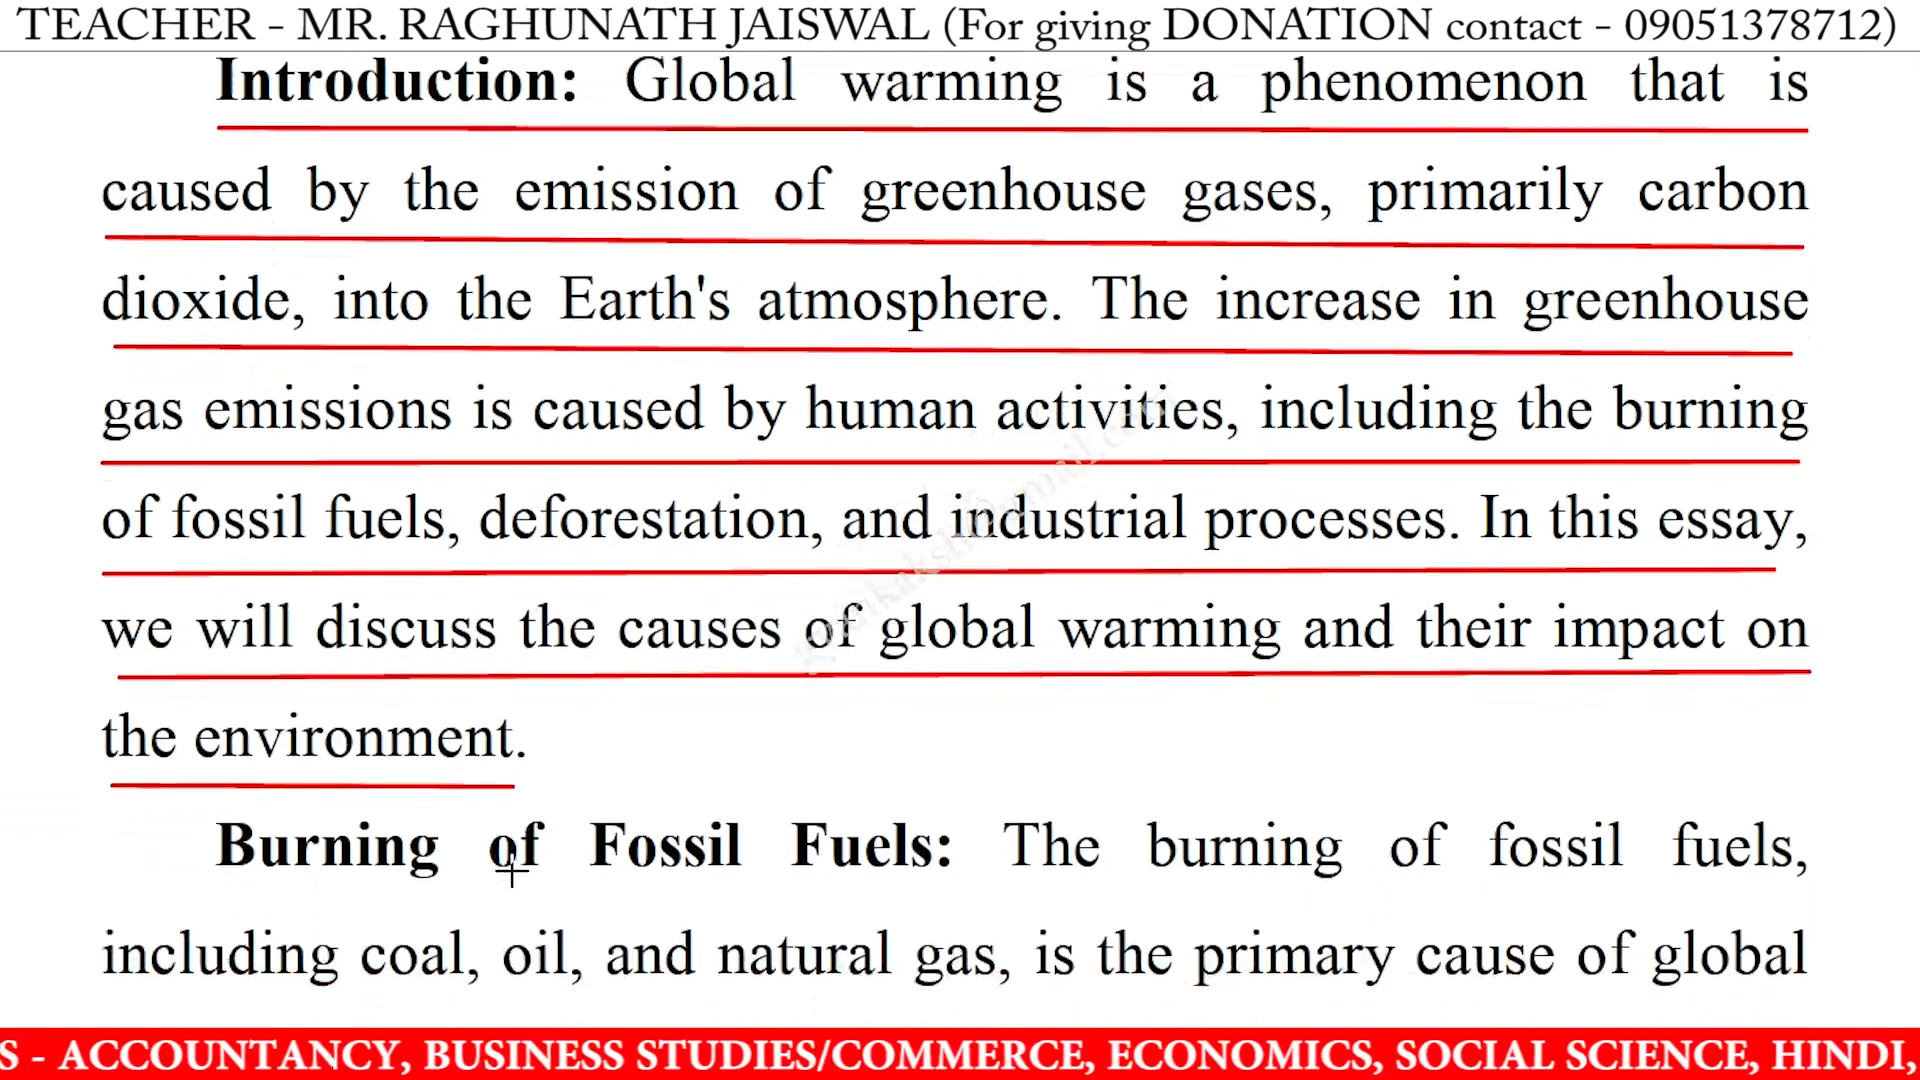 TEACHER - MR. RAGHUNATH JAISWAL (For giving DONATION contact - 09051378712)
Introduction: Global warming is a phenomenon that is
caused by the emission of greenhouse gases, primarily carbon
dioxide, into the Earth's atmosphere. The increase in greenhouse
gas emissions is caused by human activities, including the burning
of fossil fuels, deforestation, and industrial processes. In this essay,
we will discuss the causes of global warming and their impact on
the environment.
Burning of Fossil Fuels: The burning of fossil fuels,
including coal, oil, and natural gas, is the primary cause of global
S - ACCOUNTANCY, BUSINESS STUDIES/COMMERCE, ECONOMICS, SOCIAL SCIENCE, HINDI,